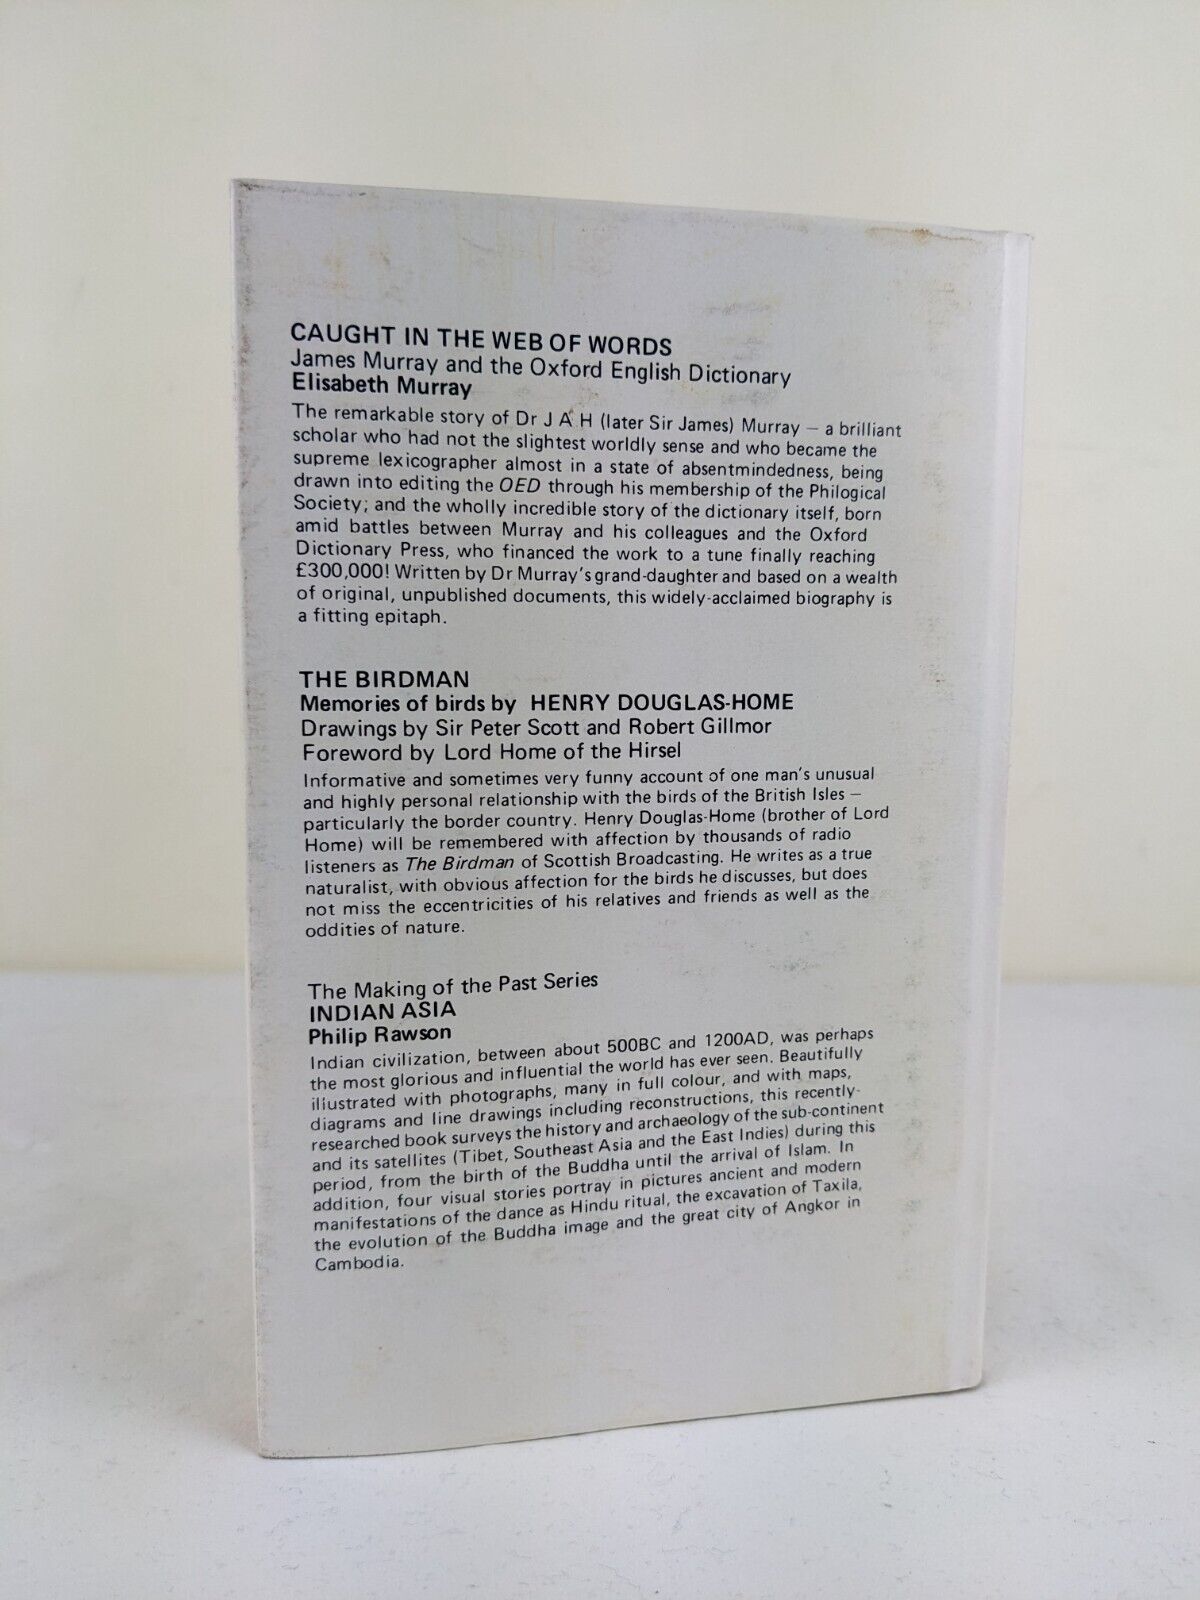 CAUGHT IN THE WEB OF WORDS
James Murray and the Oxford English Dictionary
Elisabeth Murray
The remarkable story of Dr J A H (later Sir James) Murray – a brilliant
scholar who had not the slightest worldly sense and who became the
supreme lexicographer almost in a state of absentmindedness, being
drawn into editing the OED through his membership of the Philogical
Society; and the wholly incredible story of the dictionary itself, born
amid battles between Murray and his colleagues and the Oxford
Dictionary Press, who financed the work to a tune finally reaching
£300,000! Written by Dr Murray's grand-daughter and based on a wealth
of original, unpublished documents, this widely-acclaimed biography is
a fitting epitaph.
THE BIRDMAN
Memories of birds by HENRY DOUGLAS-HOME
Drawings by Sir Peter Scott and Robert Gillmor
Foreword by Lord Home of the Hirsel
Informative and sometimes very funny account of one man's unusual
and highly personal relationship with the birds of the British Isles –
particularly the border country. Henry Douglas-Home (brother of Lord
Home) will be remembered with affection by thousands of radio
listeners as The Birdman of Scottish Broadcasting. He writes as a true
naturalist, with obvious affection for the birds he discusses, but does
not miss the eccentricities of his relatives and friends as well as the
oddities of nature.
The Making of the Past Series
INDIAN ASIA
Philip Rawson
Indian civilization, between about 500BC and 1200AD, was perhaps
the most glorious and influential the world has ever seen. Beautifully
illustrated with photographs, many in full colour, and with maps,
diagrams and line drawings including reconstructions, this recently-
researched book surveys the history and archaeology of the sub-continent
and its satellites (Tibet, Southeast Asia and the East Indies) during this
period, from the birth of the Buddha until the arrival of Islam. In
addition, four visual stories portray in pictures ancient and modern
manifestations of the dance as Hindu ritual, the excavation of Taxila,
the evolution of the Buddha image and the great city of Angkor in
Cambodia.